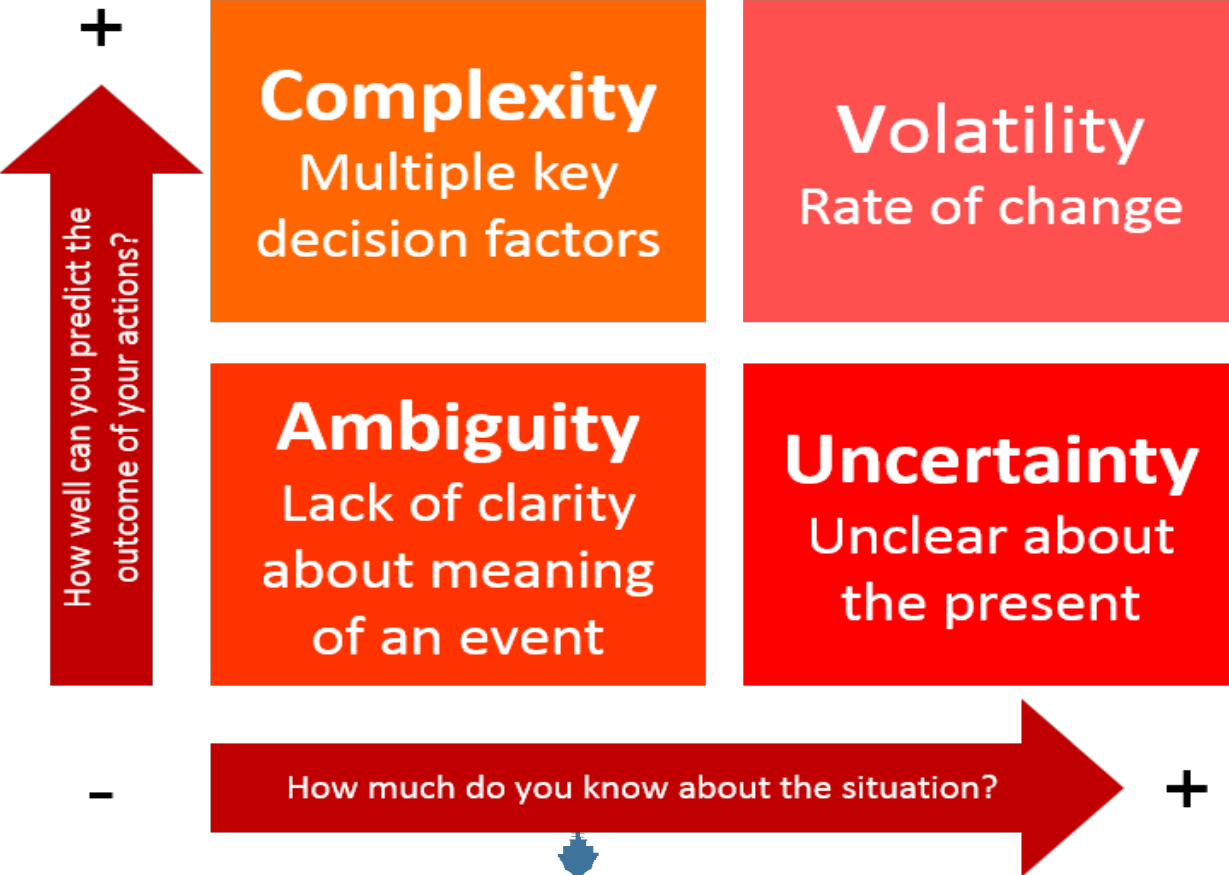 +
Complexity
Multiple key
decision factors
Volatility
Rate of change
How well can you predict the
outcome of your actions?
Ambiguity
Lack of clarity
about meaning
of an event
Uncertainty
Unclear about
the present
-
How much do you know about the situation?
+